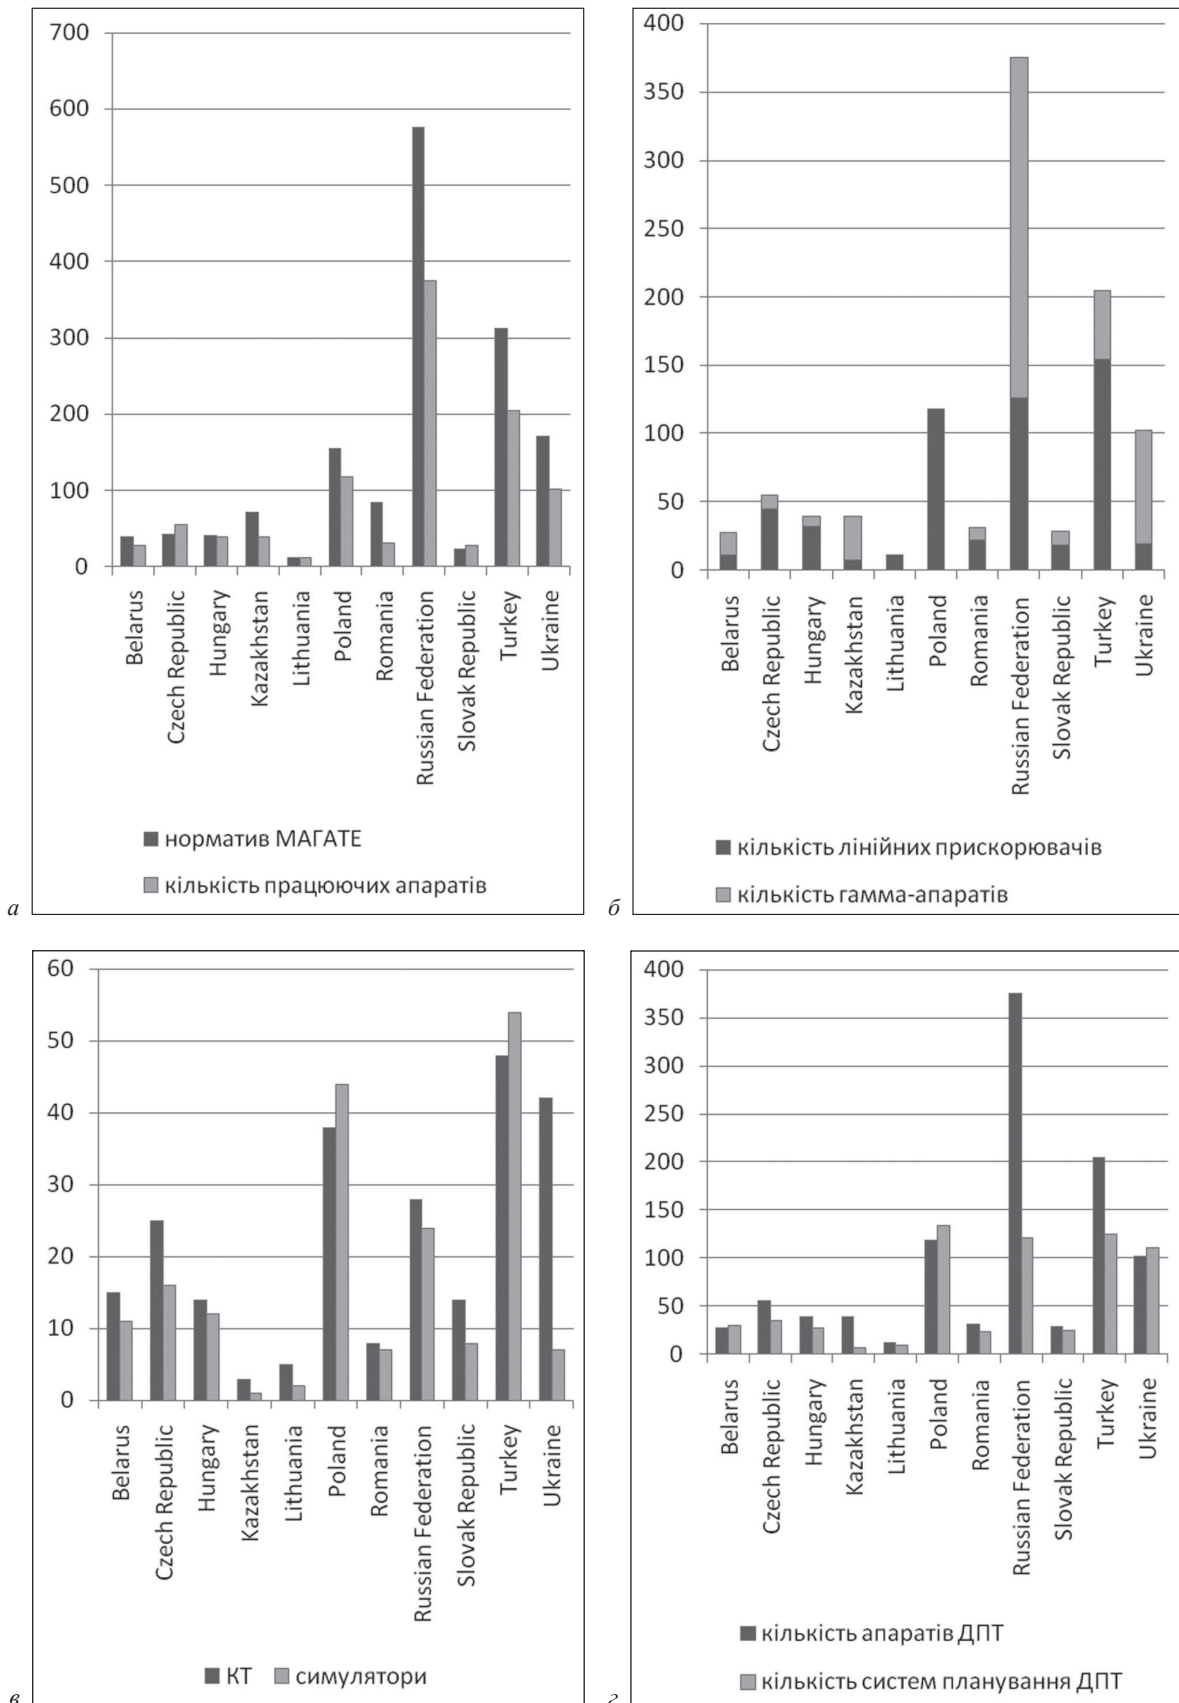 700
600
500
400
300
200
100
0
Belarus
Czech Republic
Hungary
Kazakhstan
Lithuania
Poland
Romania
Russian Federation
Slovak Republic
Turkey
Ukraine
норматив МАГАТЕ
кількість працюючих апаратів
а
400
350
300
250
200
150
100
50
0
Belarus
Czech Republic
Hungary
Kazakhstan
Lithuania
Poland
Romania
Russian Federation
Slovak Republic
Turkey
Ukraine
кількість лінійних прискорювачів
кількість гамма-апаратів
б
60
50
40
30
20
10
0
Belarus
Czech Republic
Hungary
Kazakhstan
Lithuania
Poland
Romania
Russian Federation
Slovak Republic
Turkey
Ukraine
КТ симулятори
в
400
350
300
250
200
150
100
50
0
Belarus
Czech Republic
Hungary
Kazakhstan
Lithuania
Poland
Romania
Russian Federation
Slovak Republic
Turkey
Ukraine
кількість апаратів ДПТ
кількість систем планування ДПТ
г